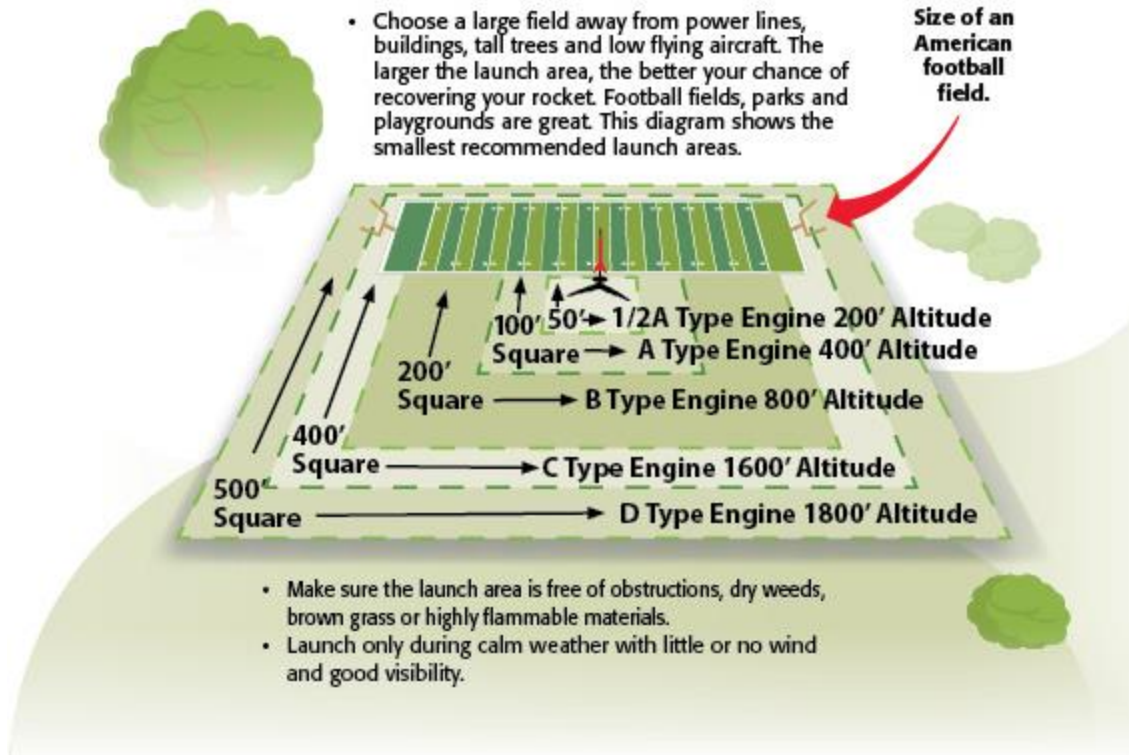 • Choose a large field away from power lines,
buildings, tall trees and low flying aircraft. The
larger the launch area, the better your chance of
recovering your rocket. Football fields, parks and
playgrounds are great. This diagram shows the
smallest recommended launch areas.
Size of an
American
football
field.
50' 1/2A Type Engine 200' Altitude
100'
Square A Type Engine 400' Altitude
200'
Square B Type Engine 800' Altitude
400'
Square C Type Engine 1600' Altitude
500'
Square D Type Engine 1800' Altitude
• Make sure the launch area is free of obstructions, dry weeds,
brown grass or highly flammable materials.
• Launch only during calm weather with little or no wind
and good visibility.